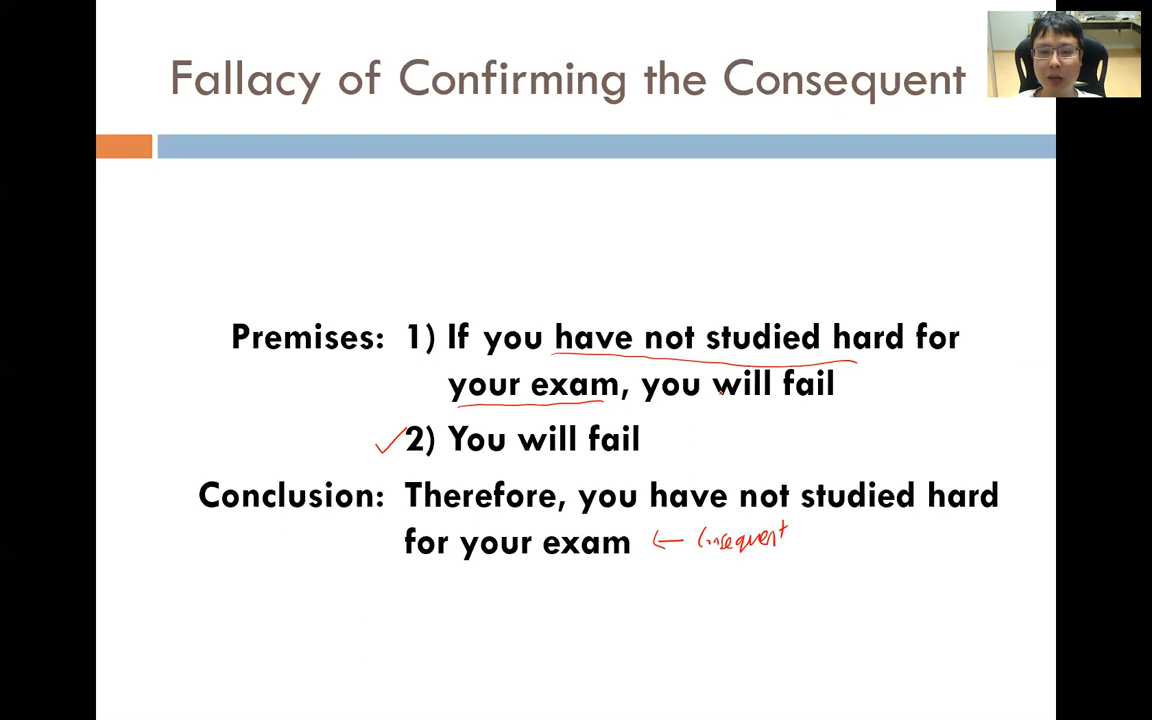 Fallacy of Confirming the Consequent
Premises: 1) If you have not studied hard for
your exam, you will fail
2) You will fail
Conclusion: Therefore, you have not studied hard
for your exam ← Consequent